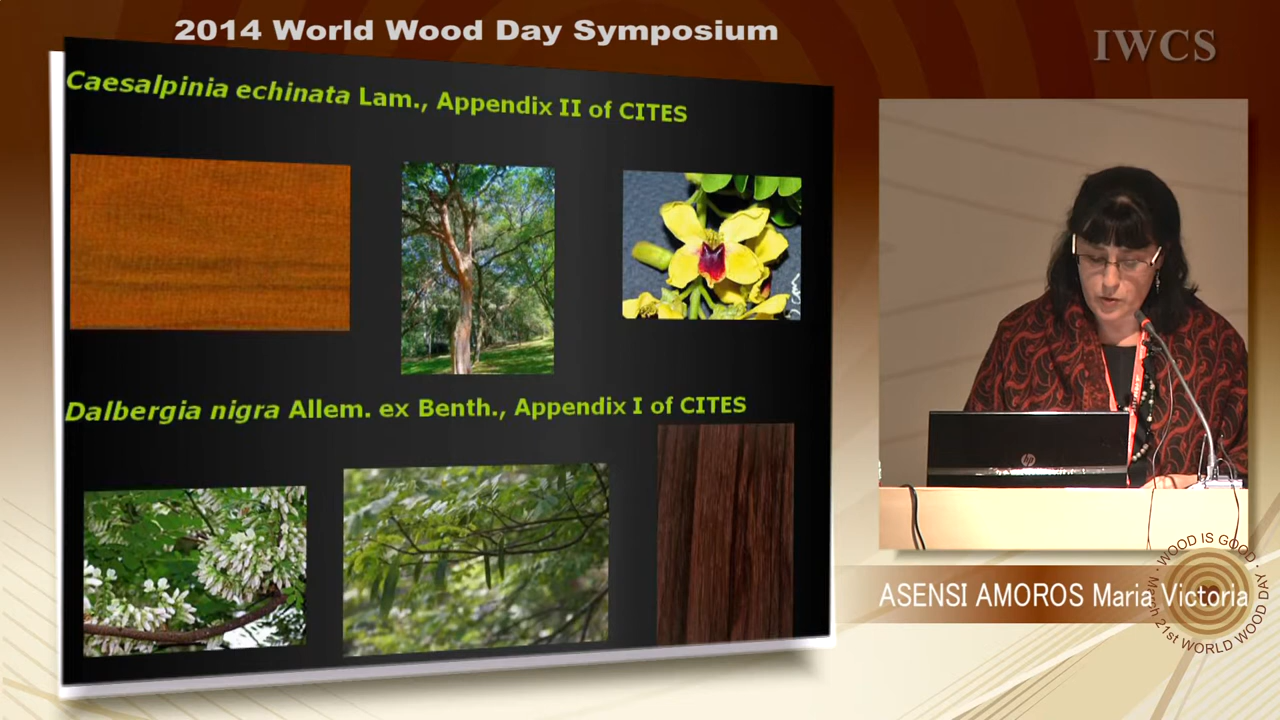 2014 World Wood Day Symposium
IWCS
Caesalpinia echinata Lam., Appendix II of CITES
Dalbergia nigra Allem. ex Benth., Appendix I of CITES
hp
ASENSI AMOROS Maria Victoria
· WOOD IS GOOD ·
March 21st WORLD WOOD DAY